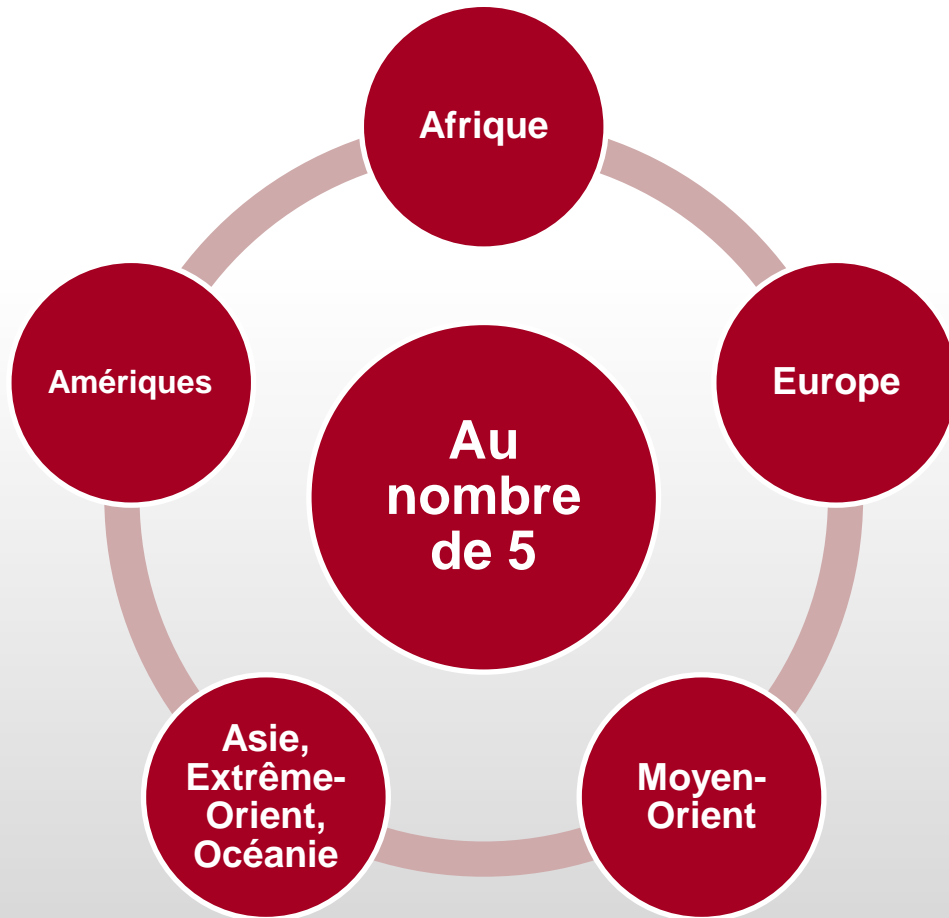 Afrique
Europe
Moyen-
Orient
Asie,
Extrême-
Orient,
Océanie
Amériques
Au
nombre
de 5